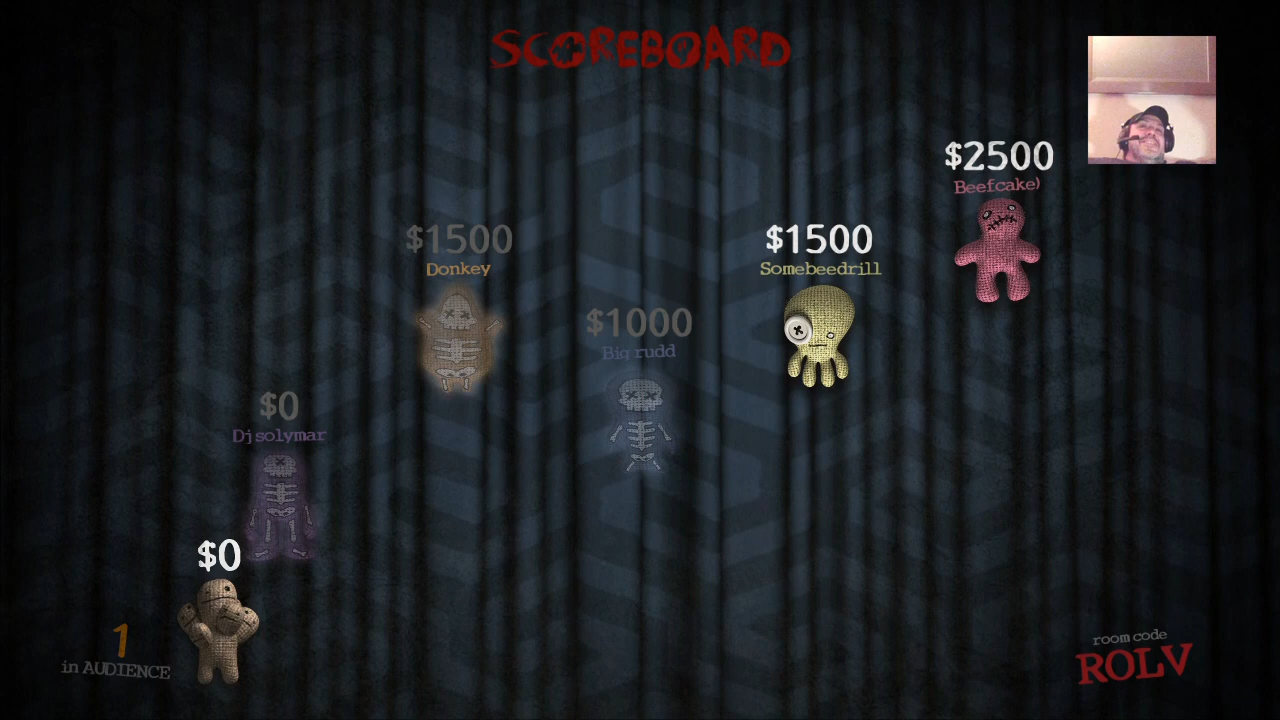 SCOREBOARD
$2500
Beefcake)
$1500
Donkey
$1500
Somebeedrill
$1000
Big rudd
$0
Djsolymar
$0
1
in AUDIENCE
room code
ROLV